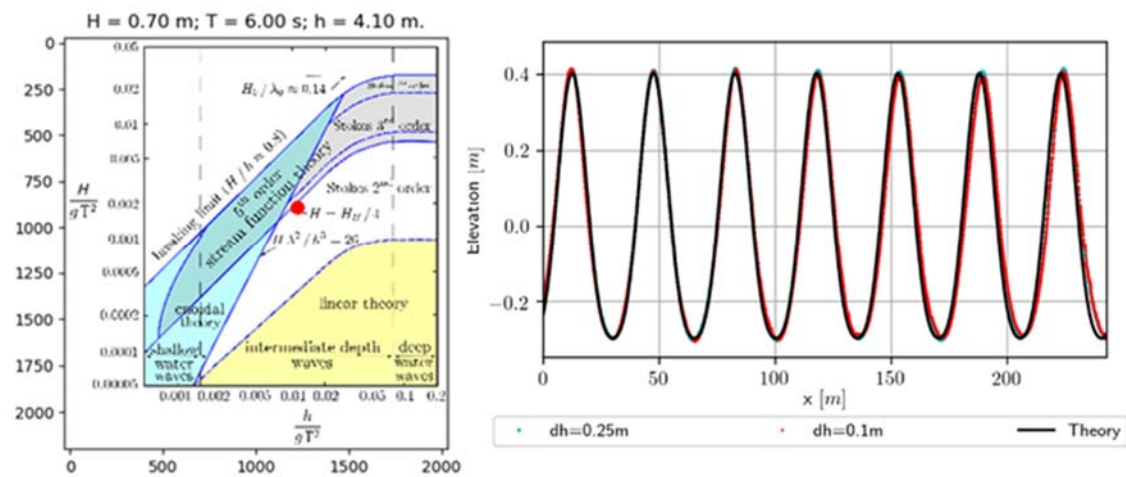 H = 0.70 m; T = 6.00 s; h = 4.10 m.
0
250
500
750
1000
1250
1500
1750
2000
H
gT²
0.05
0.02
0.01
0.005
0.002
0.001
0.0005
0.0002
0.0001
0.00005
≈ 0.14
Stokes 3rd
order
breaking limit (H/h ≈ 0.8)
5th order
stream function theory
Stokes 2nd order
H = HB/4
Hλ²/h³ = 26
cnoidal
theory
linear theory
shallow
water
waves
intermediate depth
waves
deep
water
waves
0.001
0.002
0.005
0.01
0.02
0.05
0.1
0.2
h
gT²
0
500
1000
1500
2000
Elevation [m]
0.4
0.2
0.0
−0.2
0
50
100
150
200
x [m]
dh=0.25m
dh=0.1m
Theory